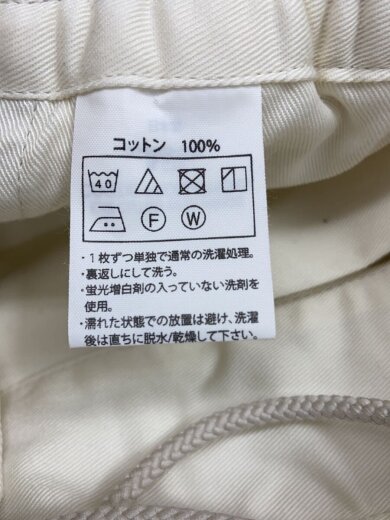 コットン 100%
40
F W
・1枚ずつ単独で通常の洗濯処理。
・裏返しにして洗う。
・蛍光増白剤の入っていない洗剤を
使用。
・濡れた状態での放置は避け、洗濯
後は直ちに脱水/乾燥して下さい。